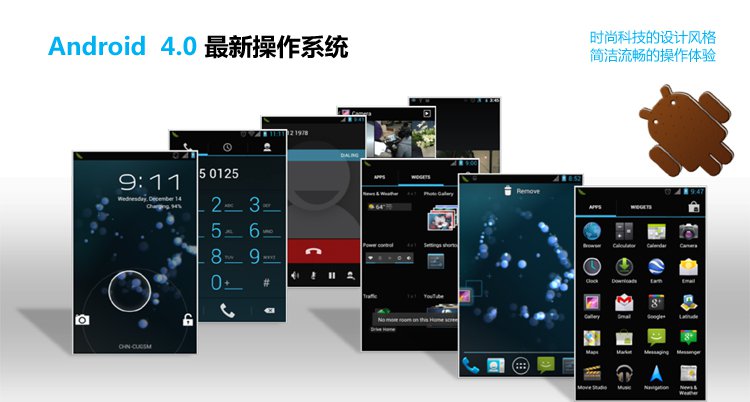 Android 4.0 最新操作系统
时尚科技的设计风格
简洁流畅的操作体验
9:11
Wednesday, December 14
Charging, 94%
CHN-CUGSM
11:11
5 0125
2 ABC 3 DEF
5 JKL 6 MNO
8 TUV 9 WXYZ
0 + #
9:41
12 1978
DIALING
Camera
3:45
9:00
APPS WIDGETS
News & Weather
Photo Gallery
64°
Power control
Settings shortcut
Traffic
YouTube
No more room on this Home screen
Drive Home
8:52
Remove
9:47
APPS WIDGETS
Browser Calculator Calendar Camera
Clock Downloads Earth Email
Gallery Gmail Google+ Latitude
Maps Market Messaging Messenger
Movie Studio Music Navigation News & Weather